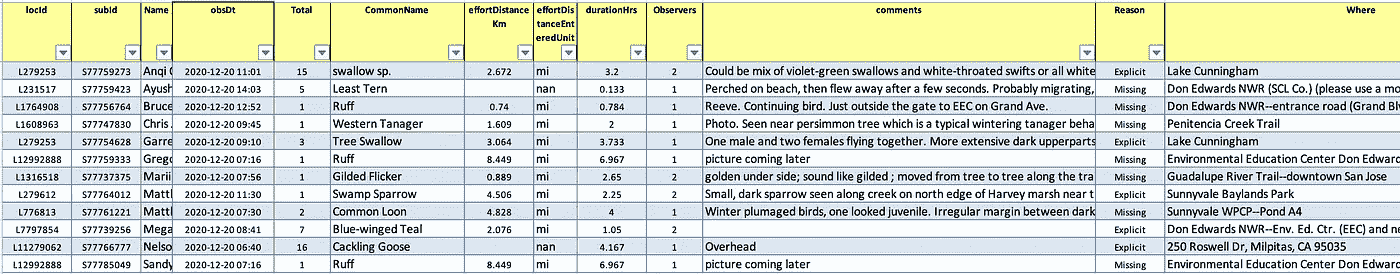 locId subId Name obsDt Total CommonName effortDistance effortDis durationHrs Observers comments Reason Where
Km tanceEnt
eredUnit
L279253 S77759273 Anqi 2020-12-20 11:01 15 swallow sp. 2.672 mi 3.2 2 Could be mix of violet-green swallows and white-throated swifts or all white Explicit Lake Cunningham
L231517 S77759423 Ayush 2020-12-20 14:03 5 Least Tern nan 0.133 1 Perched on beach, then flew away after a few seconds. Probably migrating, Missing Don Edwards NWR (SCL Co.) (please use a mo
L1764908 S77756764 Bruce 2020-12-20 12:52 1 Ruff 0.74 mi 0.784 1 Reeve. Continuing bird. Just outside the gate to EEC on Grand Ave. Missing Don Edwards NWR--entrance road (Grand Bl
L1608963 S77747830 Chris 2020-12-20 09:45 1 Western Tanager 1.609 mi 2 1 Photo. Seen near persimmon tree which is a typical wintering tanager beha Missing Penitencia Creek Trail
L279253 S77754628 Garre 2020-12-20 09:10 3 Tree Swallow 3.064 mi 3.733 1 One male and two females flying together. More extensive dark upperparts Explicit Lake Cunningham
L12992888 S77759333 Grego 2020-12-20 07:16 1 Ruff 8.449 mi 6.967 1 picture coming later Missing Environmental Education Center Don Edward
L1316518 S77737375 Marii 2020-12-20 07:56 1 Gilded Flicker 0.889 mi 2.65 2 golden under side; sound like gilded ; moved from tree to tree along the tra Missing Guadalupe River Trail--downtown San Jose
L279612 S77764012 Matt 2020-12-20 11:30 1 Swamp Sparrow 4.506 mi 2.25 2 Small, dark sparrow seen along creek on north edge of Harvey marsh near t Explicit Sunnyvale Baylands Park
L776813 S77761221 Matt 2020-12-20 07:30 2 Common Loon 4.828 mi 4 1 Winter plumaged birds, one looked juvenile. Irregular margin between dark Missing Sunnyvale WPCP--Pond A4
L7797854 S77739256 Mega 2020-12-20 08:41 7 Blue-winged Teal 2.076 mi 1.05 2 Explicit Don Edwards NWR--Env. Ed. Ctr. (EEC) and ne
L11279062 S77766777 Nelso 2020-12-20 06:40 16 Cackling Goose nan 4.167 1 Overhead Explicit 250 Roswell Dr, Milpitas, CA 95035
L12992888 S77785049 Sandy 2020-12-20 07:16 1 Ruff 8.449 mi 6.967 1 picture coming later Missing Environmental Education Center Don Edward